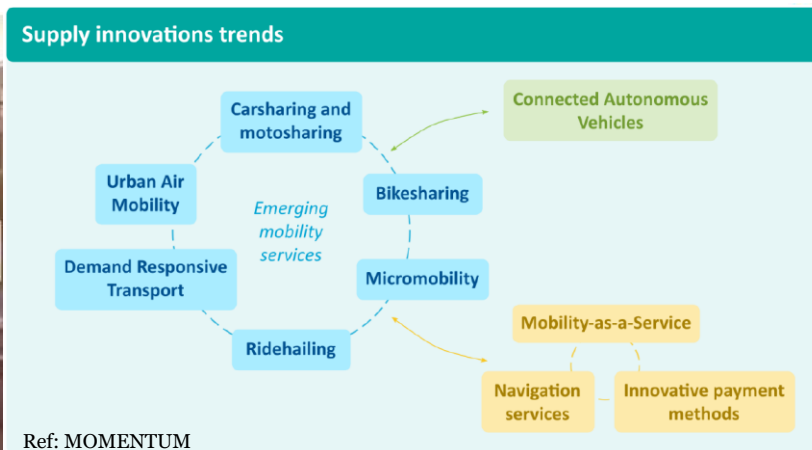 Supply innovations trends
Carsharing and
motosharing
Connected Autonomous
Vehicles
Urban Air
Mobility
Bikesharing
Emerging
mobility
services
Demand Responsive
Transport
Micromobility
Ridehailing
Mobility-as-a-Service
Navigation
services
Innovative payment
methods
Ref: MOMENTUM